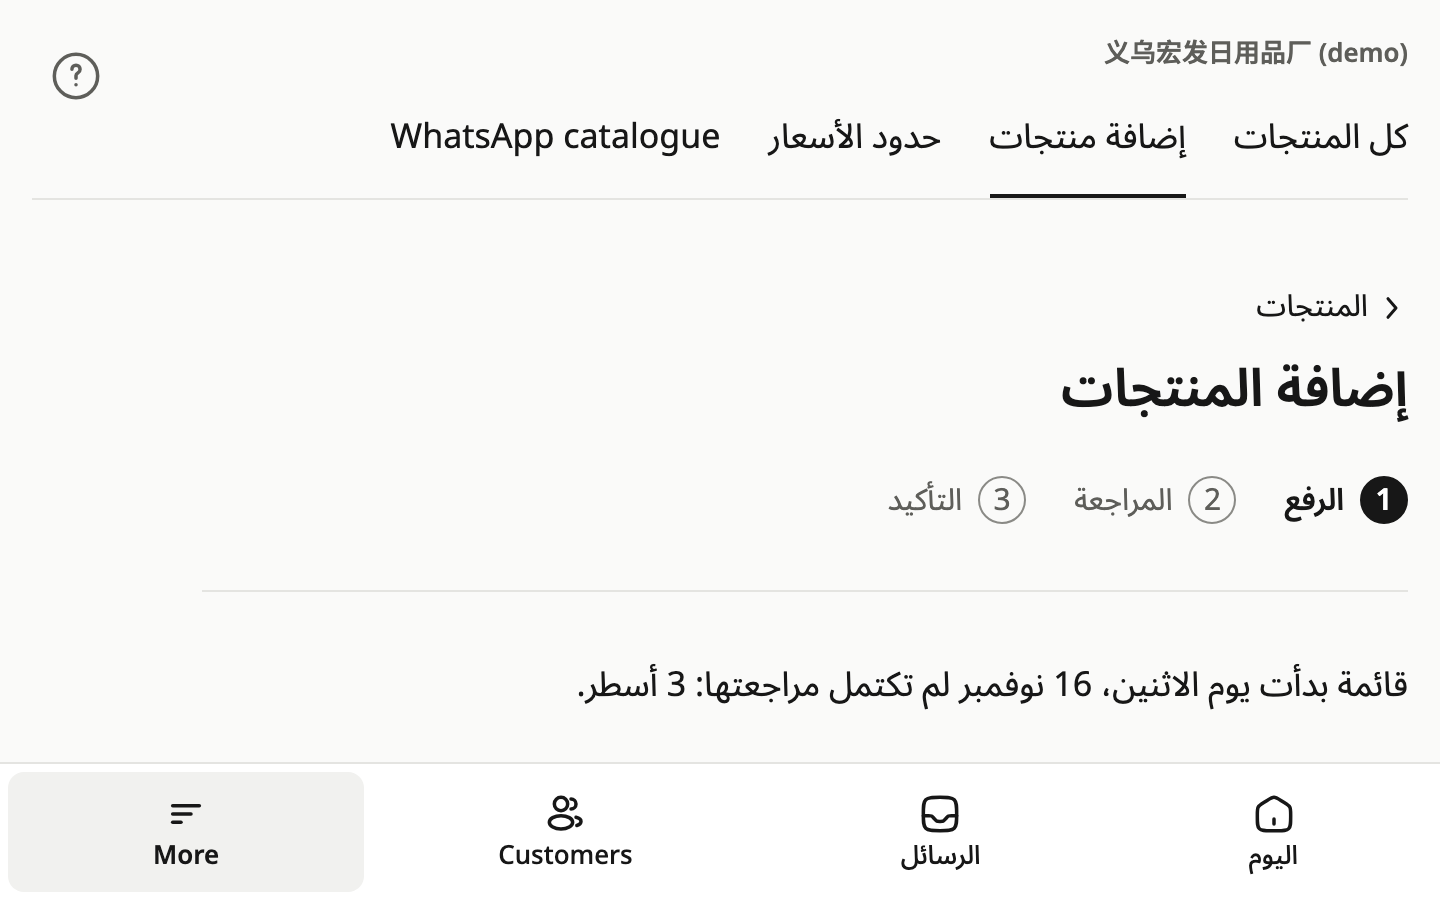 义乌宏发日用品厂 (demo)
كل المنتجات إضافة منتجات حدود الأسعار WhatsApp catalogue
المنتجات
إضافة المنتجات
1 الرفع 2 المراجعة 3 التأكيد
قائمة بدأت يوم الاثنين، 16 نوفمبر لم تكتمل مراجعتها: 3 أسطر.
اليوم الرسائل Customers More